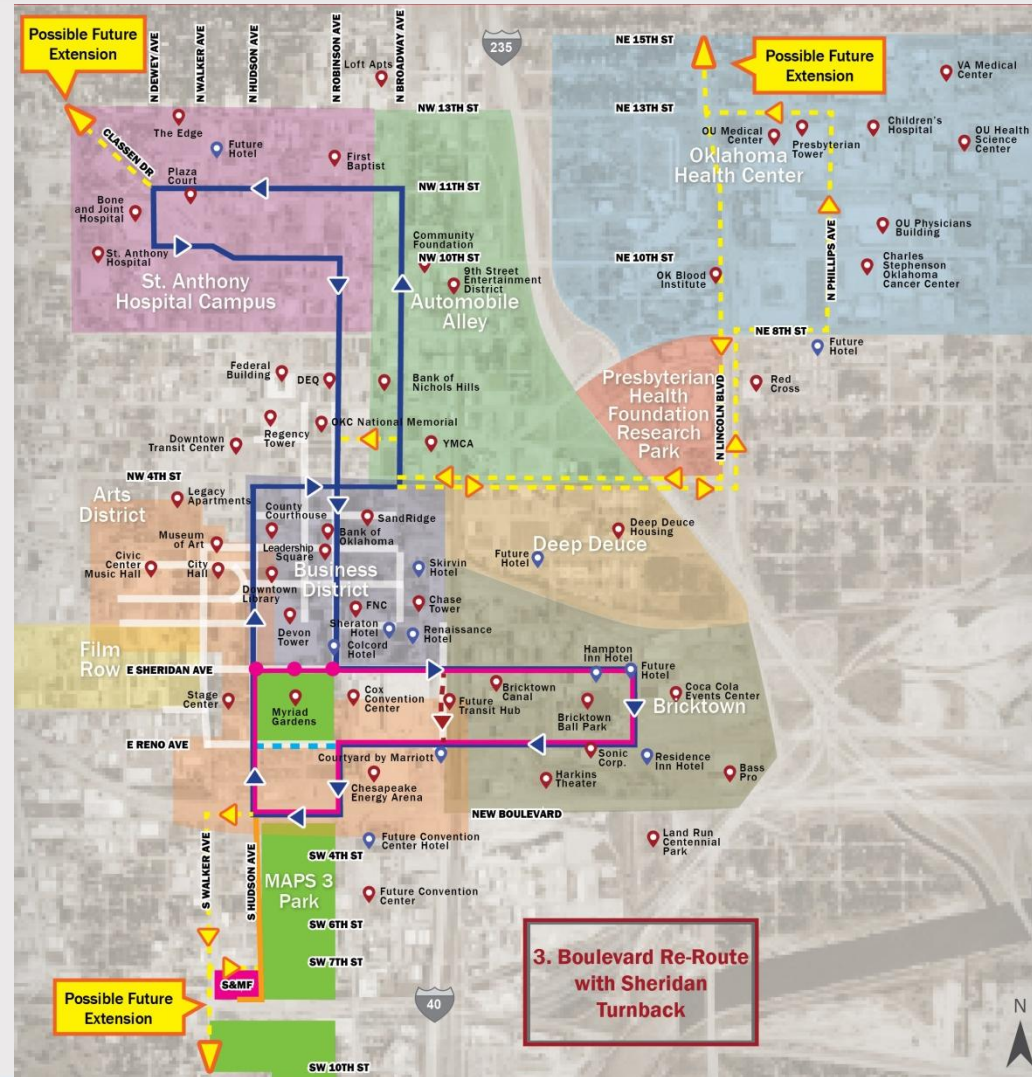 Possible Future
Extension
N DEWEY AVE
N WALKER AVE
N HUDSON AVE
N ROBINSON AVE
N BROADWAY AVE
Loft Apts
235
NE 15TH ST
Possible Future
Extension
VA Medical
Center
NW 13TH ST
NE 13TH ST
The Edge
Future
Hotel
First
Baptist
CLASSEN DR
OU Medical
Center
Presbyterian
Tower
Children's
Hospital
OU Health
Science
Center
Oklahoma
Health Center
Plaza
Court
NW 11TH ST
Bone
and Joint
Hospital
St. Anthony
Hospital
St. Anthony
Hospital Campus
Community
Foundation
NW 10TH ST
9th Street
Entertainment
District
Automobile
Alley
NE 10TH ST
OK Blood
Institute
N PHILLIPS AVE
OU Physicians
Building
Charles
Stephenson
Oklahoma
Cancer Center
NE 8TH ST
Future
Hotel
Federal
Building
DEQ
Bank of
Nichols Hills
Presbyterian
Health
Foundation
Research
Park
N LINCOLN BLVD
Red
Cross
OKC National Memorial
Regency
Tower
Downtown
Transit Center
YMCA
NW 4TH ST
Arts
District
Legacy
Apartments
County
Courthouse
SandRidge
Bank of
Oklahoma
Museum
of Art
Leadership
Square
Civic
Center
Music Hall
City
Hall
Business
District
Skirvin
Hotel
Deep Deuce
Housing
Deep Deuce
Future
Hotel
Downtown
Library
FNC
Chase
Tower
Devon
Tower
Sheraton
Hotel
Renaissance
Hotel
Colcord
Hotel
Film
Row
E SHERIDAN AVE
Hampton
Inn Hotel
Future
Hotel
Stage
Center
Myriad
Gardens
Cox
Convention
Center
Future
Transit Hub
Bricktown
Canal
Bricktown
Ball Park
Coca Cola
Events Center
Bricktown
E RENO AVE
Courtyard by Marriott
Sonic
Corp.
Residence
Inn Hotel
Chesapeake
Energy Arena
Harkins
Theater
Bass
Pro
NEW BOULEVARD
S WALKER AVE
S HUDSON AVE
Future Convention
Center Hotel
SW 4TH ST
Land Run
Centennial
Park
MAPS 3
Park
Future Convention
Center
SW 6TH ST
SW 7TH ST
S&MF
Possible Future
Extension
40
3. Boulevard Re-Route
with Sheridan
Turnback
N
SW 10TH ST